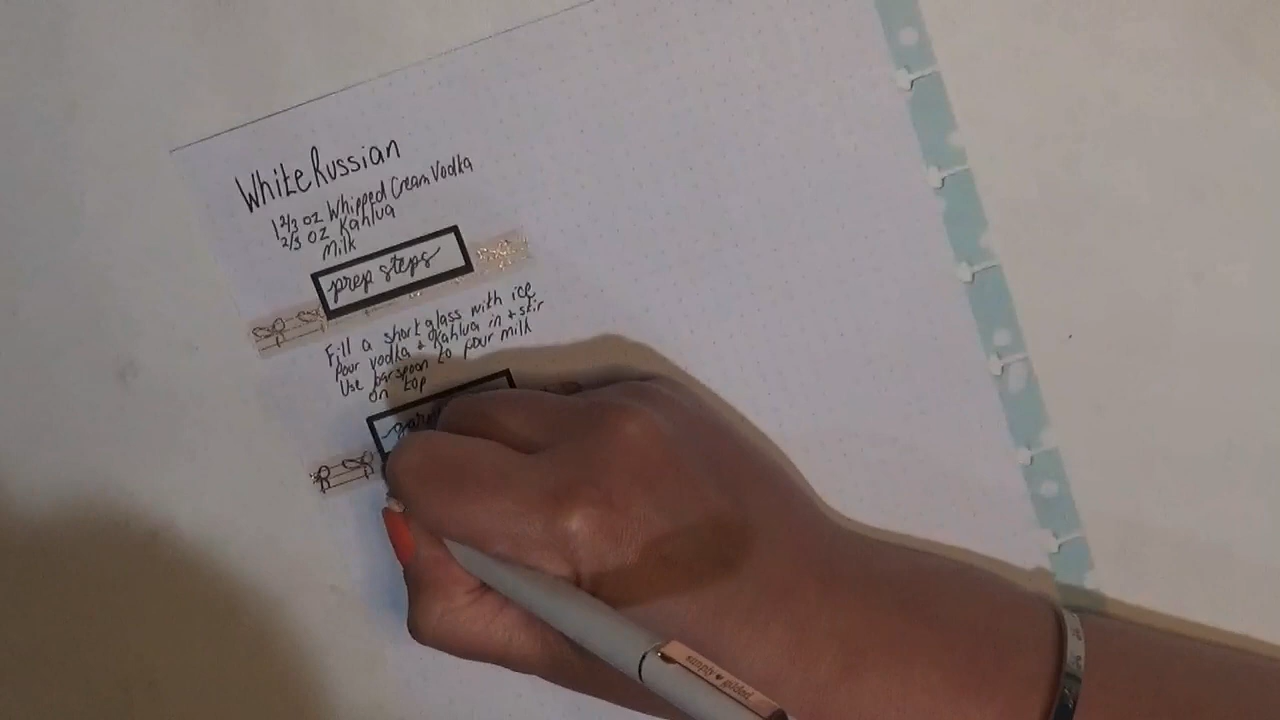 White Russian
1 2/3 oz Whipped Cream Vodka
2/3 oz Kahlua
Milk
prep steps
Fill a short glass with ice
Pour vodka + Kahlua in + stir
Use barspoon to pour milk
on top
simply ♥ gilded